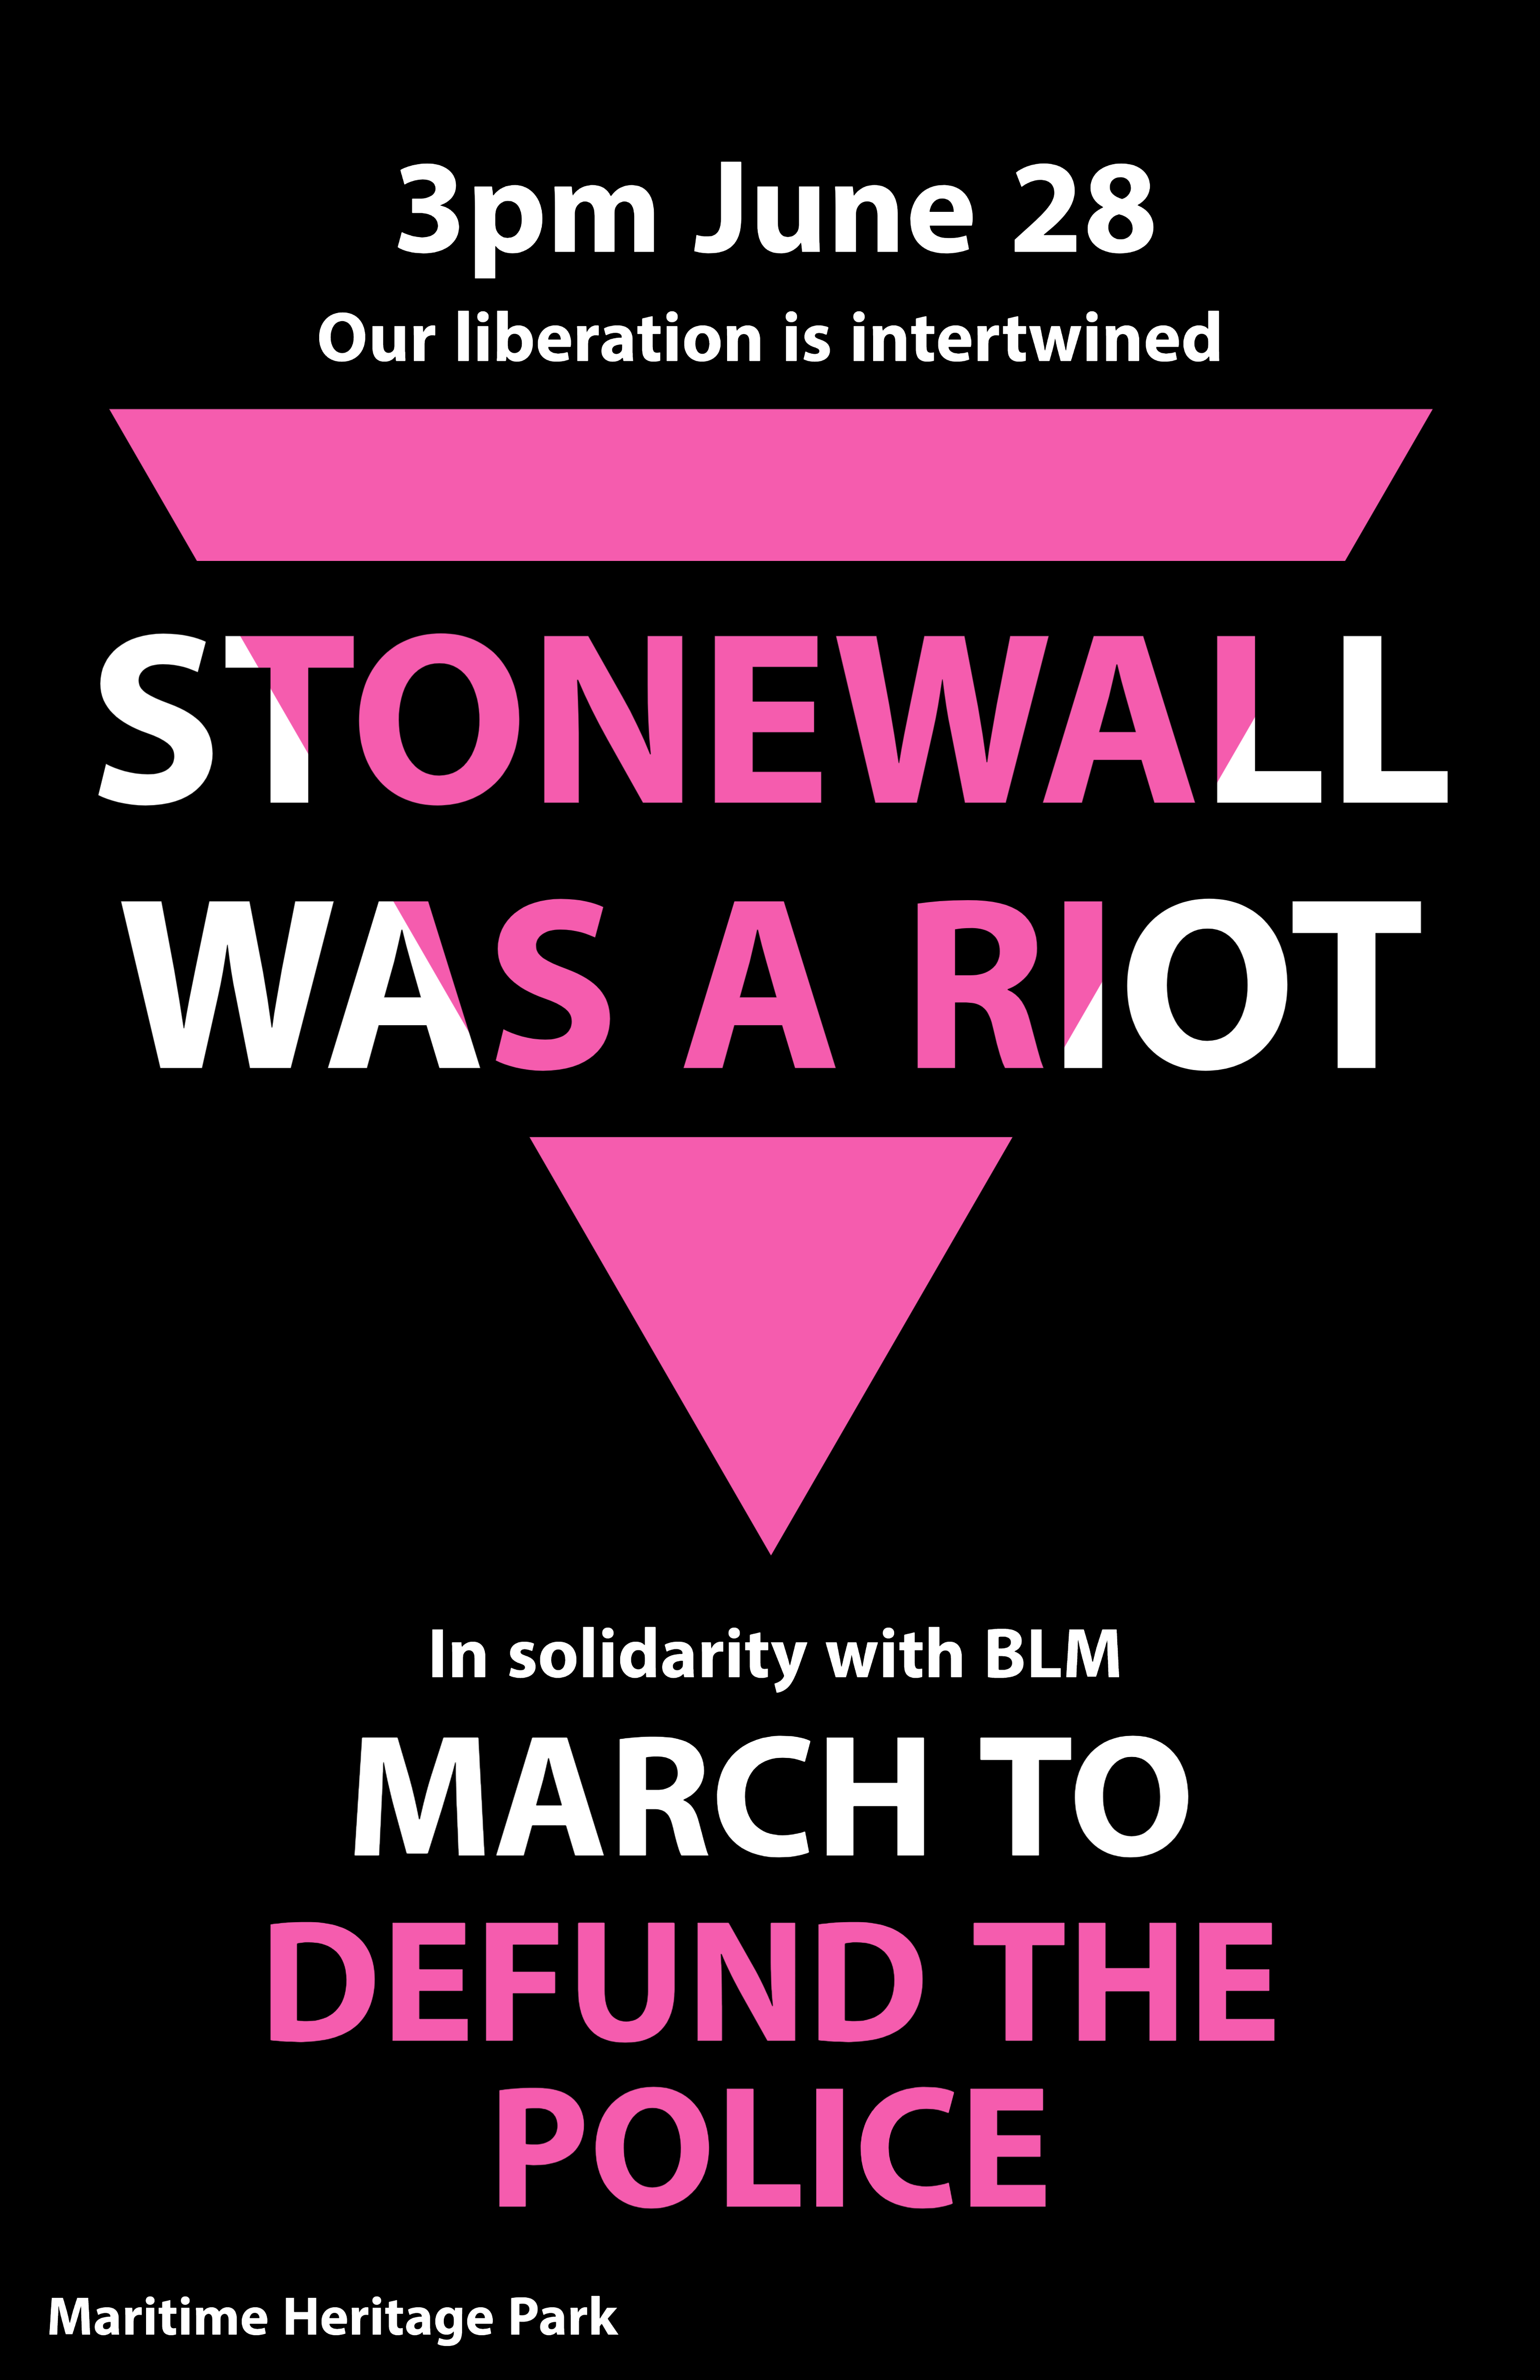 3pm June 28
Our liberation is intertwined
STONEWALL
WAS A RIOT
In solidarity with BLM
MARCH TO
DEFUND THE
POLICE
Maritime Heritage Park